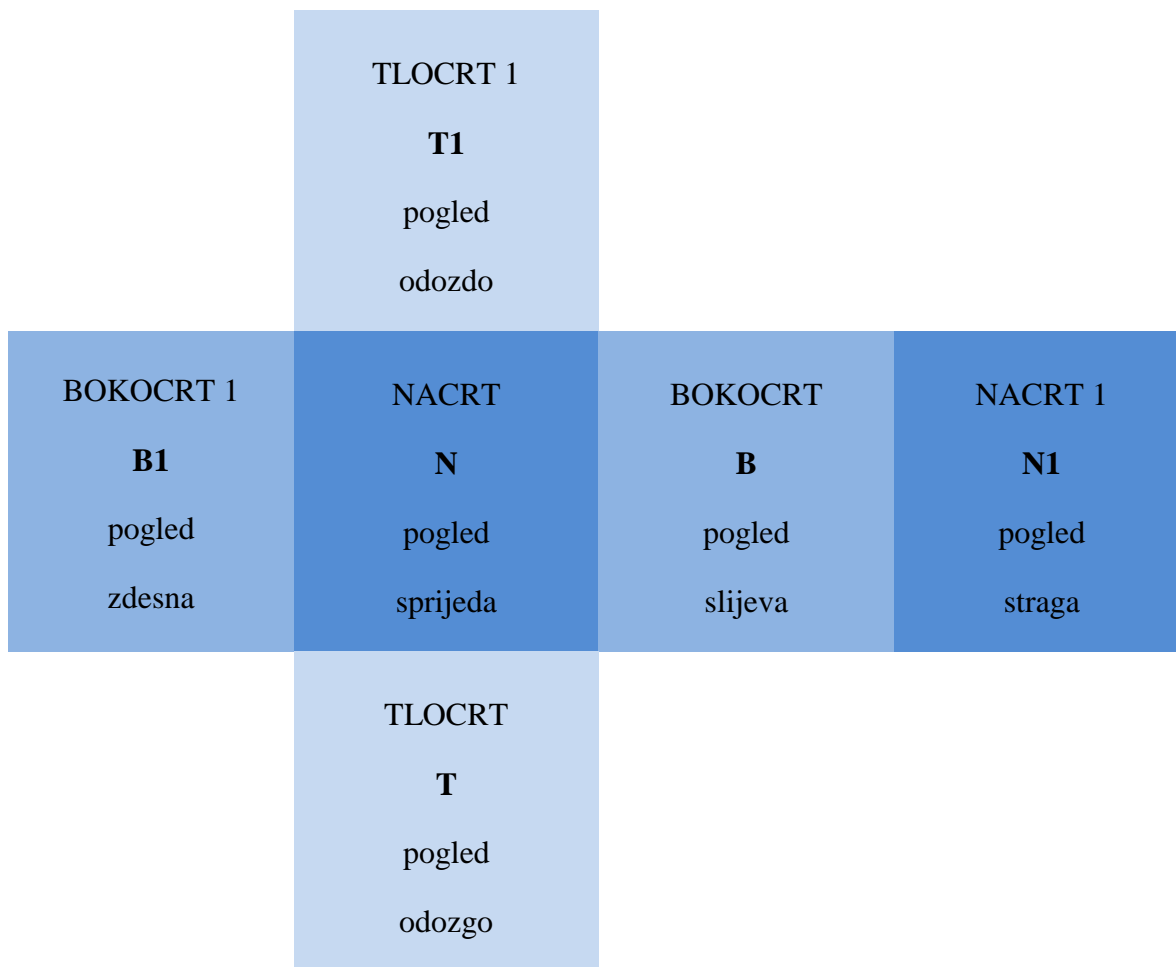 TLOCRT 1
T1
pogled
odozdo
BOKOCRT 1
B1
pogled
zdesna
NACRT
N
pogled
sprijeda
BOKOCRT
B
pogled
slijeva
NACRT 1
N1
pogled
straga
TLOCRT
T
pogled
odozgo